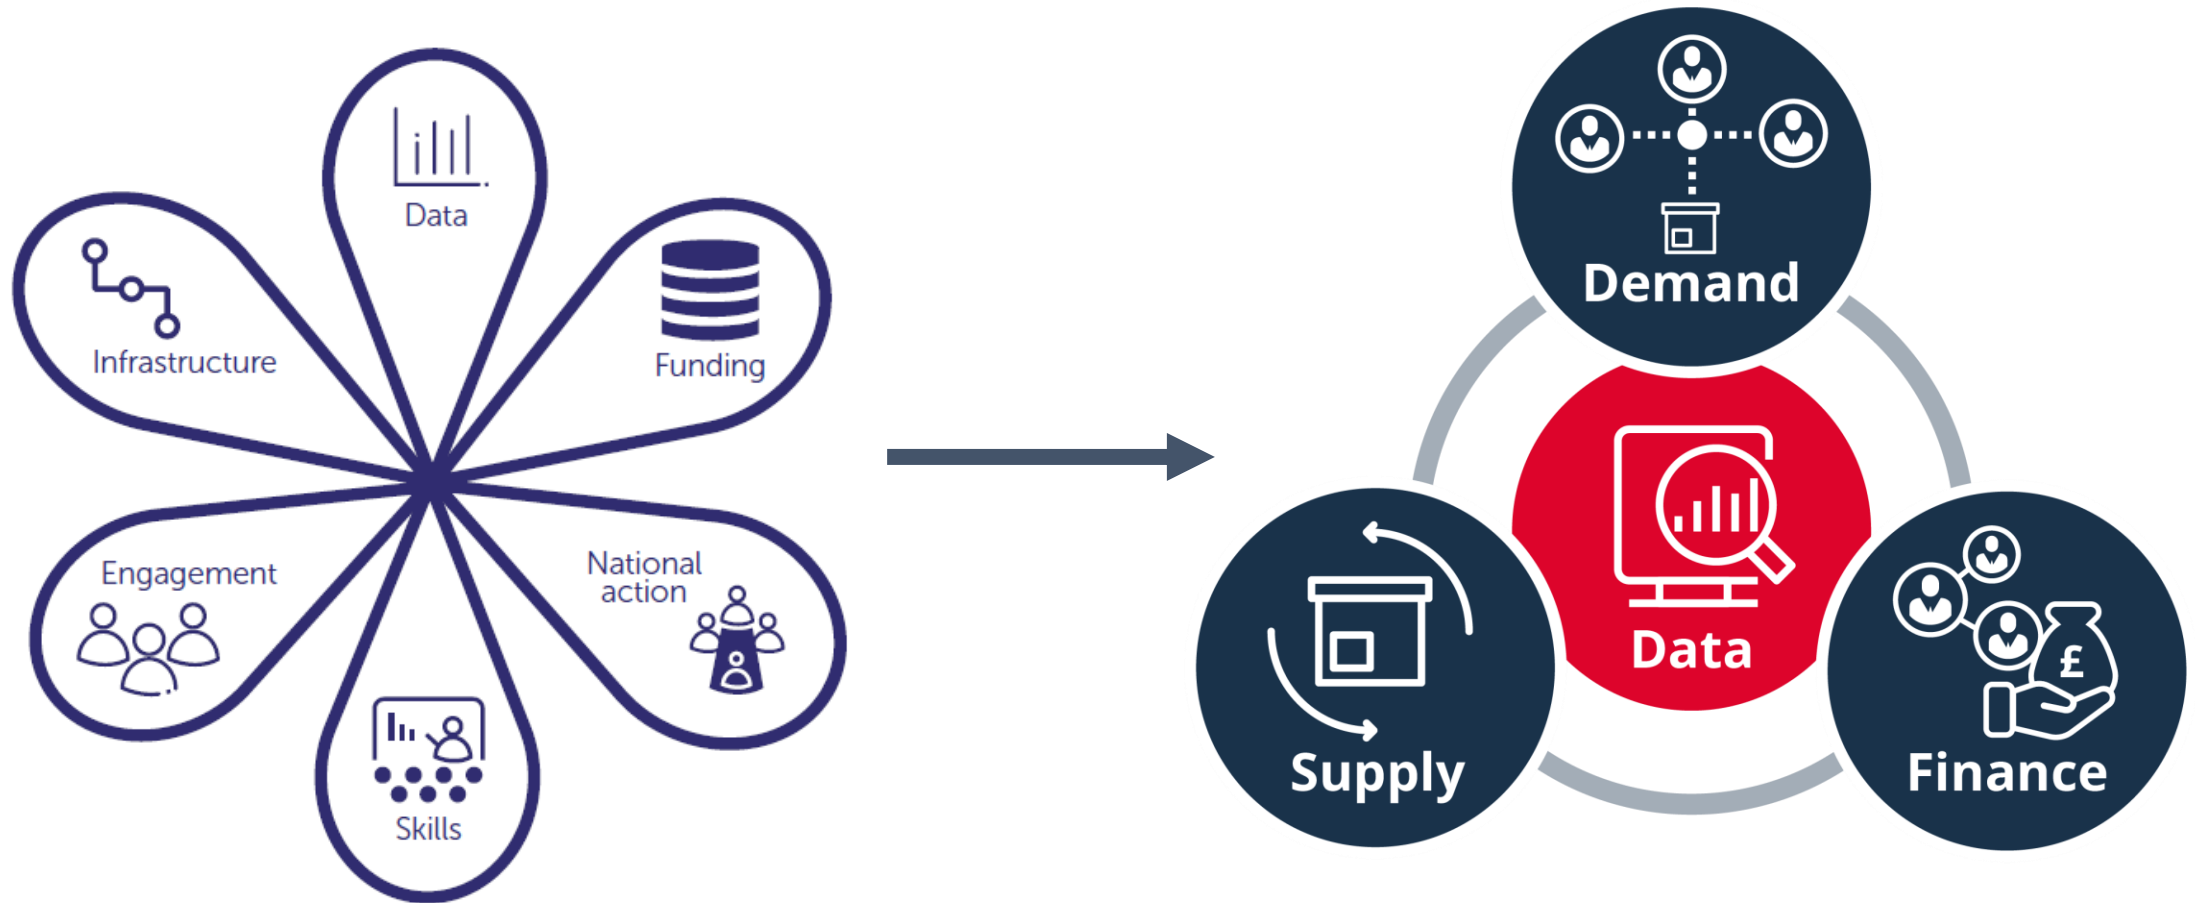 Data
Infrastructure
Funding
Engagement
National
action
Skills
Demand
Data
Supply
£
Finance